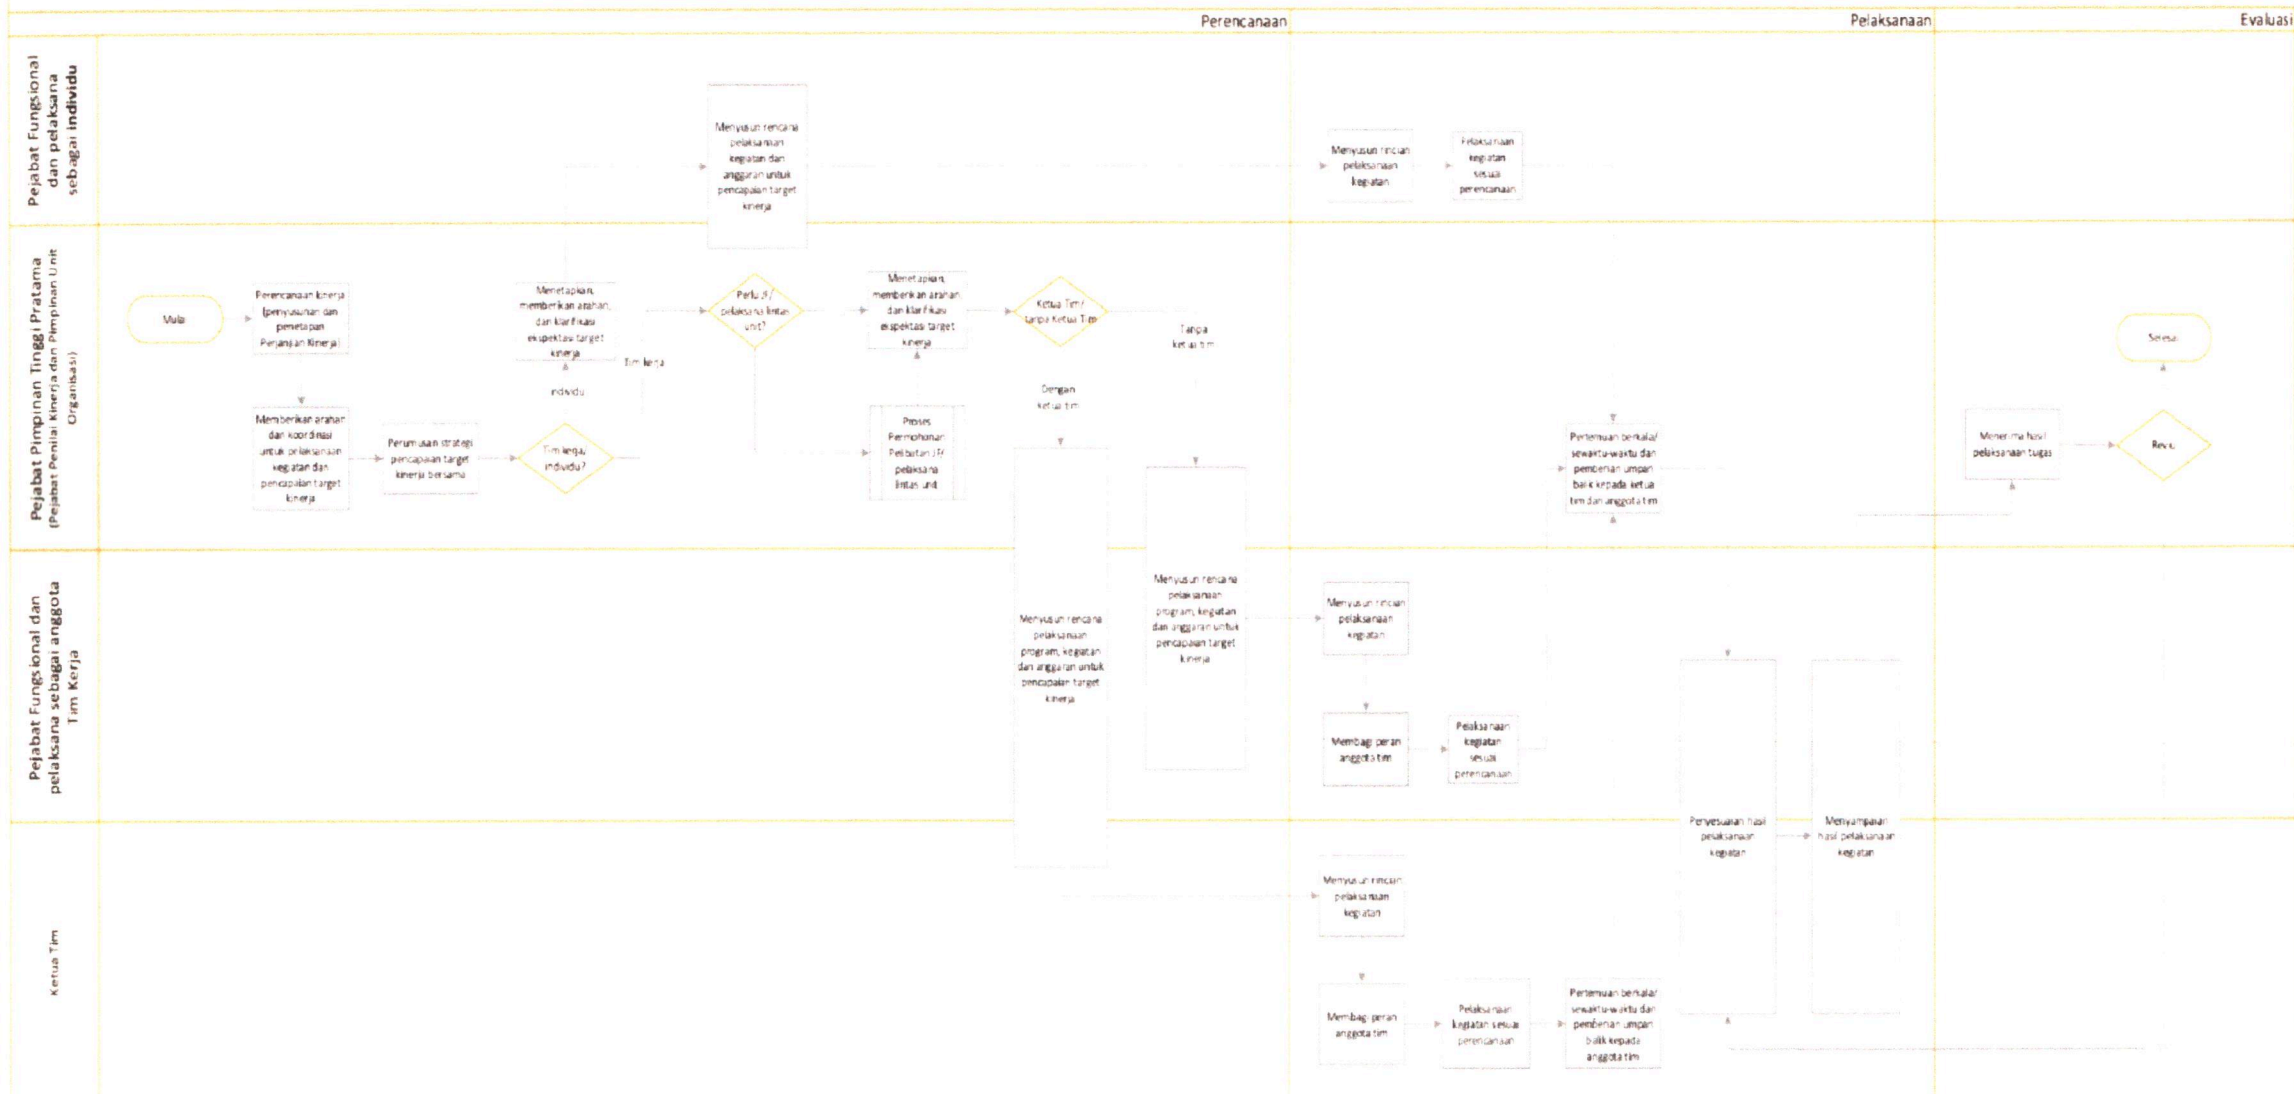 Perencanaan
Pelaksanaan
Evaluasi
Pejabat Fungsional
dan pelaksana
sebagai individu
Menyusun rencana
pelaksanaan
kegiatan dan
anggaran untuk
pencapaian target
kinerja
Menyusun rincian
pelaksanaan
kegiatan
Pelaksanaan
kegiatan
sesuai
perencanaan
Pejabat Pimpinan Tinggi Pratama
(Pejabat Penilai Kinerja dan Pimpinan Unit
Organisasi)
Mulai
Perencanaan kinerja
(penyusunan dan
penetapan
Perjanjian Kinerja)
Memberikan arahan
dan koordinasi
untuk pelaksanaan
kegiatan dan
pencapaian target
kinerja
Perumusan strategi
pencapaian target
kinerja bersama
Tim kerja/
individu?
individu
Tim kerja
Menetapkan,
memberikan arahan,
dan klarifikasi
ekspektasi target
kinerja
Perlu JF/
pelaksana lintas
unit?
Menetapkan,
memberikan arahan,
dan klarifikasi
ekspektasi target
kinerja
Proses
Permohonan
Pelibatan JF/
pelaksana
lintas unit
Ketua Tim/
tanpa Ketua Tim
Tanpa
ketua tim
Dengan
ketua tim
Pertemuan berkala/
sewaktu-waktu dan
pemberian umpan
balik kepada ketua
tim dan anggota tim
Menerima hasil
pelaksanaan tugas
Reviu
Selesai
Pejabat Fungsional dan
pelaksana sebagai anggota
Tim Kerja
Menyusun rencana
pelaksanaan
program, kegiatan
dan anggaran untuk
pencapaian target
kinerja
Menyusun rencana
pelaksanaan
program, kegiatan
dan anggaran untuk
pencapaian target
kinerja
Menyusun rincian
pelaksanaan
kegiatan
Membagi peran
anggota tim
Pelaksanaan
kegiatan
sesuai
perencanaan
Penyesuaian hasil
pelaksanaan
kegiatan
Menyampaian
hasil pelaksanaan
kegiatan
Ketua Tim
Menyusun rincian
pelaksanaan
kegiatan
Membagi peran
anggota tim
Pelaksanaan
kegiatan sesuai
perencanaan
Pertemuan berkala/
sewaktu-waktu dan
pemberian umpan
balik kepada
anggota tim